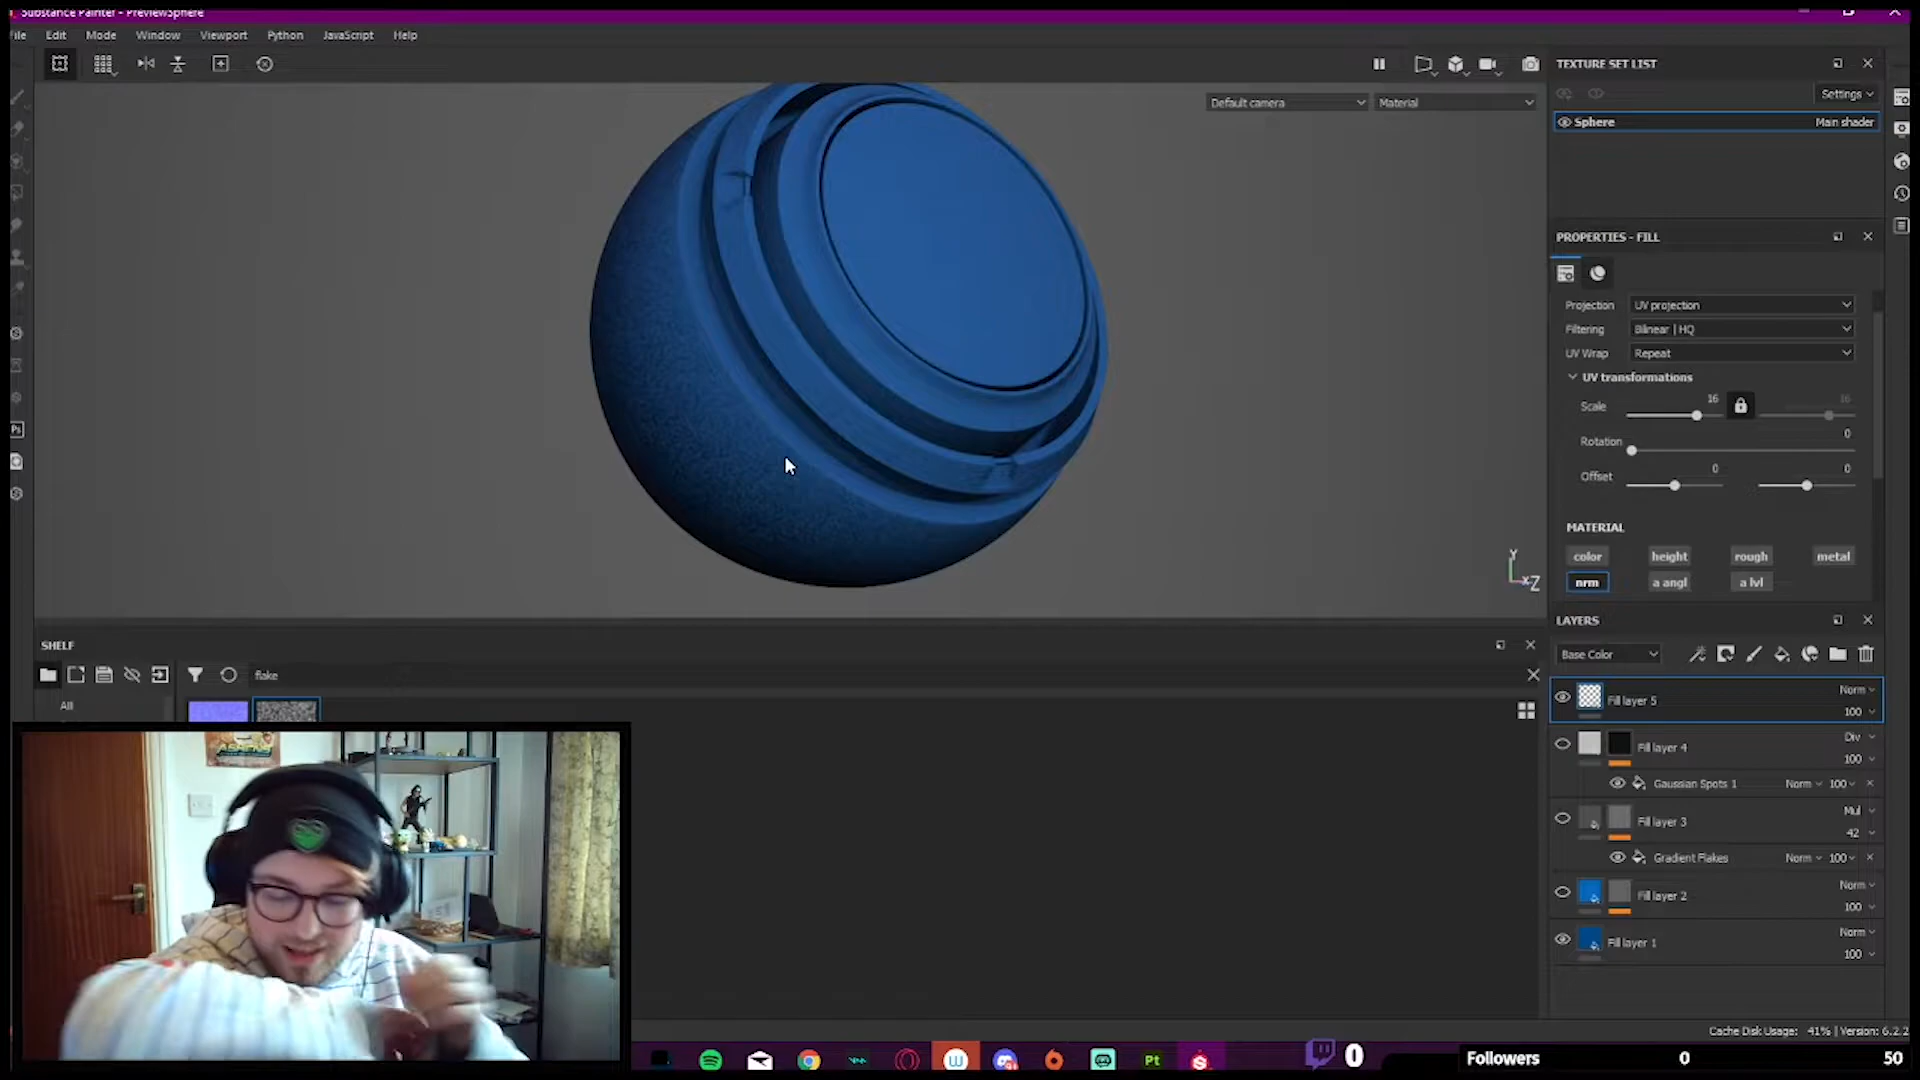 Substance Painter - PreviewSphere
File Edit Mode Window Viewport Python JavaScript Help
Default camera
Material
TEXTURE SET LIST
Settings
Sphere
Main shader
PROPERTIES - FILL
Projection
UV projection
Filtering
Bilinear | HQ
UV Wrap
Repeat
UV transformations
Scale
16
16
Rotation
0
Offset
0
0
MATERIAL
color
height
rough
metal
nrm
a angl
a lvl
Y
X
Z
LAYERS
Base Color
Fill layer 5
Norm
100
Fill layer 4
Div
100
Gaussian Spots 1
Norm
100
Fill layer 3
Mul
42
Gradient Flakes
Norm
100
Fill layer 2
Norm
100
Fill layer 1
Norm
100
SHELF
flake
All
Ps
Cache Disk Usage: 41% | Version: 6.2.2
Pt
0
Followers
0
50